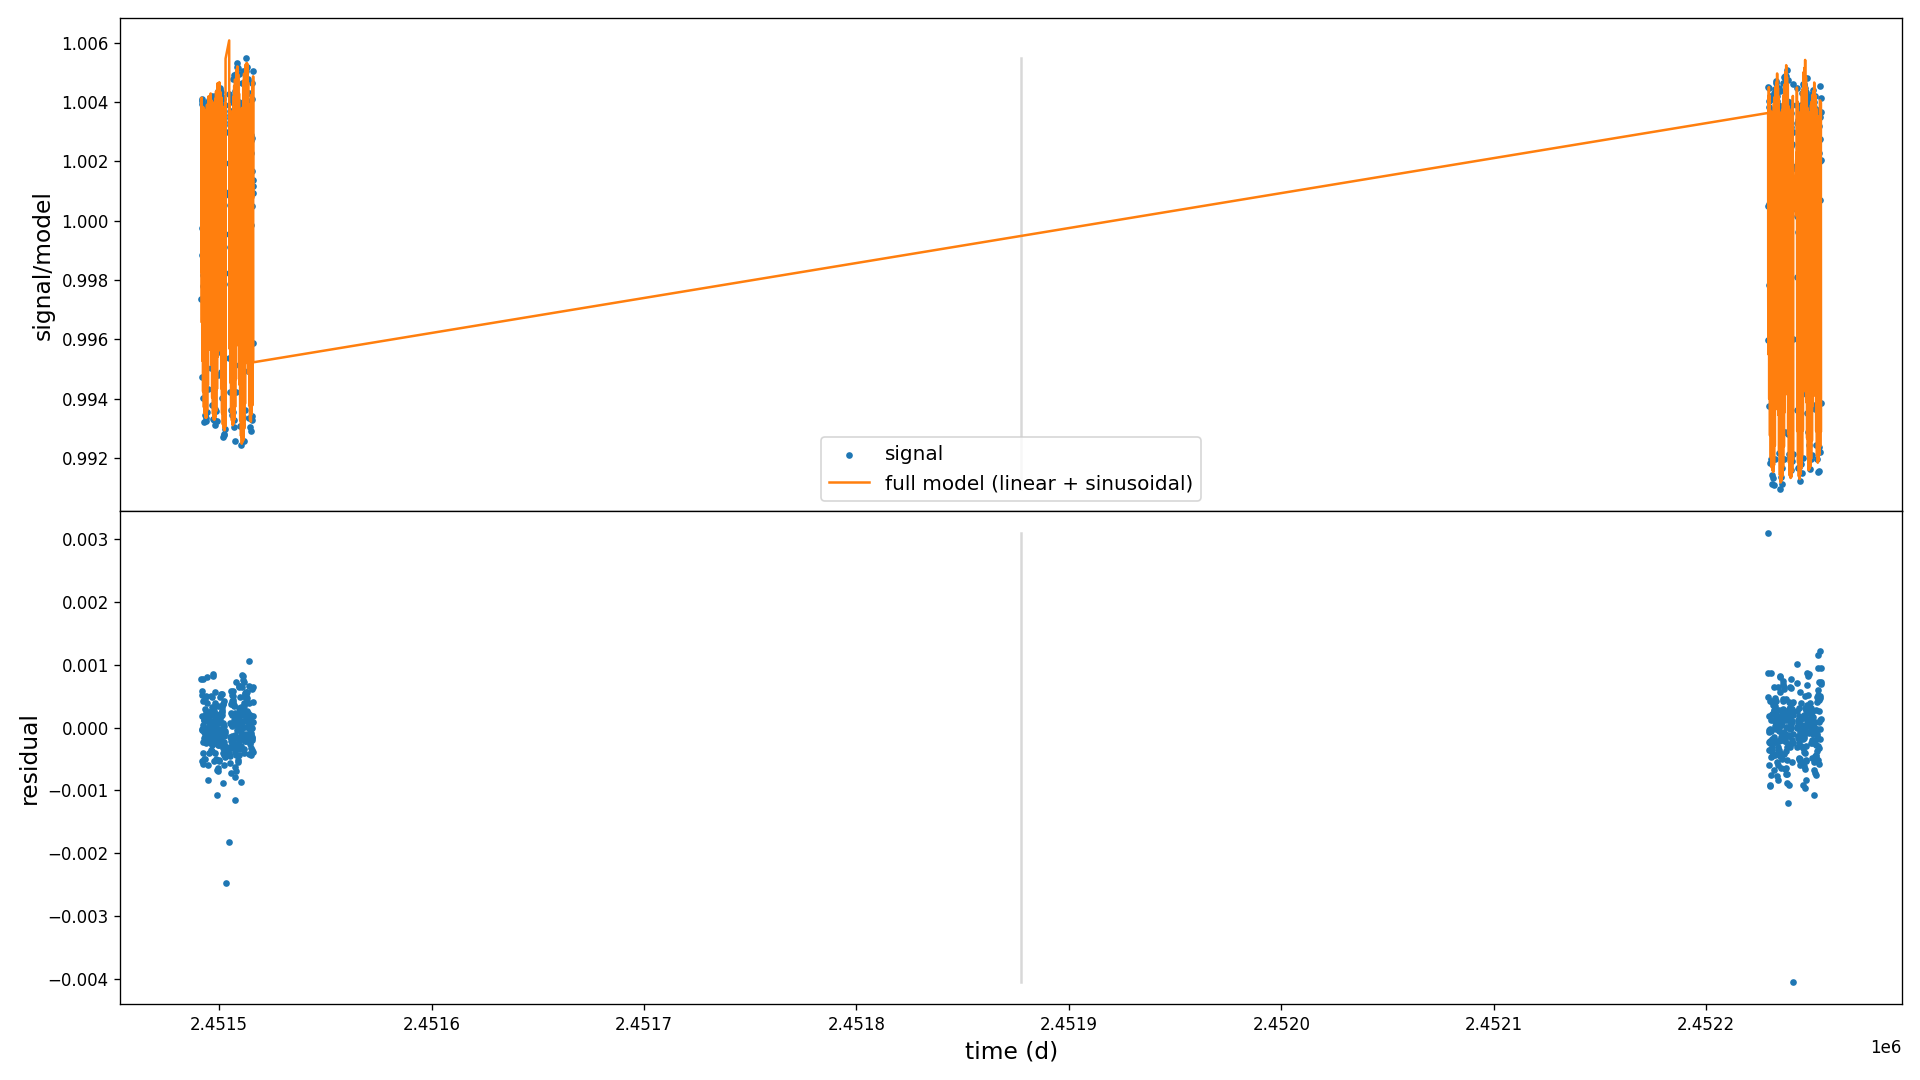 1.006
1.004
1.002
1.000
0.998
0.996
0.994
0.992
signal/model
signal
full model (linear + sinusoidal)
0.003
0.002
0.001
0.000
−0.001
−0.002
−0.003
−0.004
residual
2.4515 2.4516 2.4517 2.4518 2.4519 2.4520 2.4521 2.4522
1e6
time (d)